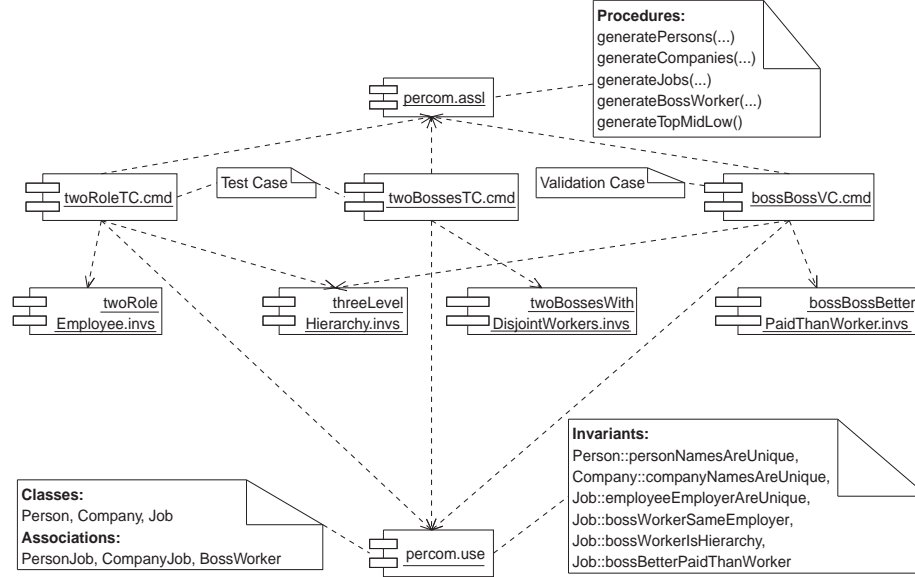 Procedures:
generatePersons(...)
generateCompanies(...)
generateJobs(...)
generateBossWorker(...)
generateTopMidLow()
percom.assl
twoRoleTC.cmd
Test Case
twoBossesTC.cmd
Validation Case
bossBossVC.cmd
twoRole
Employee.invs
threeLevel
Hierarchy.invs
twoBossesWith
DisjointWorkers.invs
bossBossBetter
PaidThanWorker.invs
Classes:
Person, Company, Job
Associations:
PersonJob, CompanyJob, BossWorker
percom.use
Invariants:
Person::personNamesAreUnique,
Company::companyNamesAreUnique,
Job::employeeEmployerAreUnique,
Job::bossWorkerSameEmployer,
Job::bossWorkerIsHierarchy,
Job::bossBetterPaidThanWorker